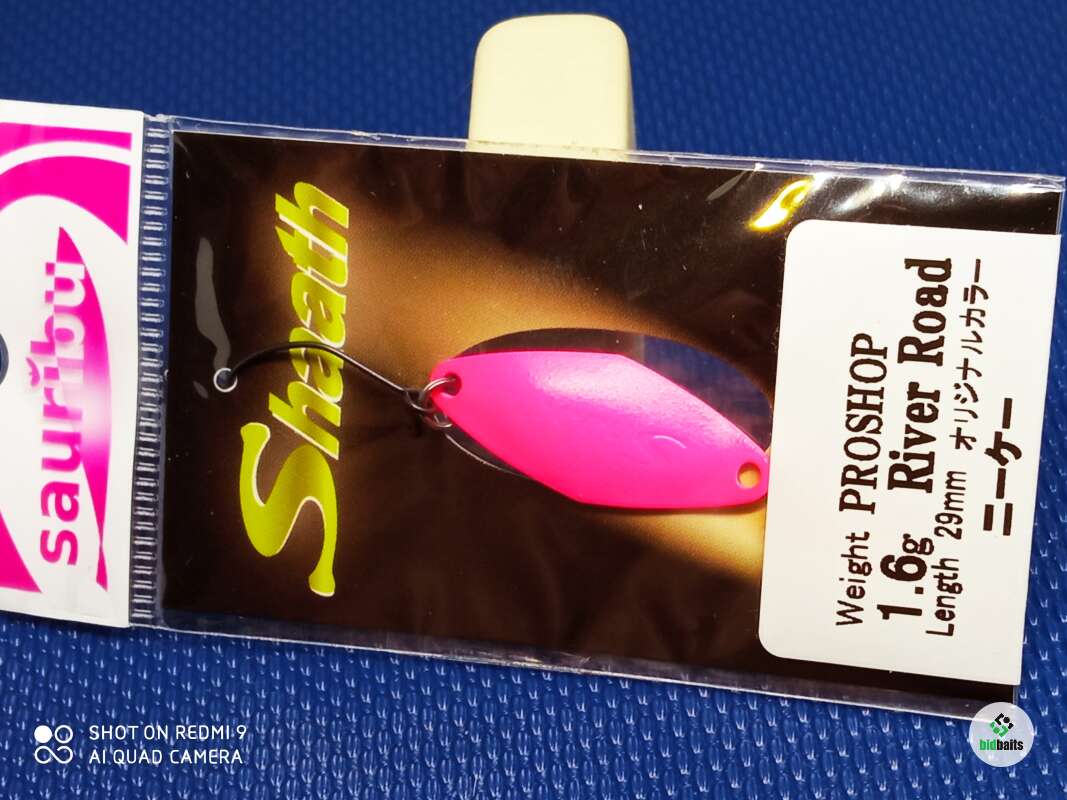 saurïbu
Shaath
Weight PROSHOP
1.6g River Road
Length 29mm オリジナルカラー
ニーケー
SHOT ON REDMI 9
AI QUAD CAMERA
bidbaits